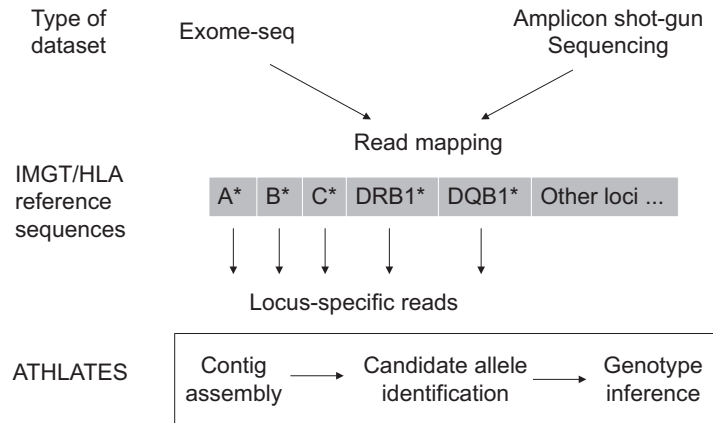 Type of
dataset
Exome-seq
Amplicon shot-gun
Sequencing
Read mapping
IMGT/HLA
reference
sequences
A* B* C* DRB1* DQB1* Other loci ...
Locus-specific reads
ATHLATES
Contig
assembly
Candidate allele
identification
Genotype
inference